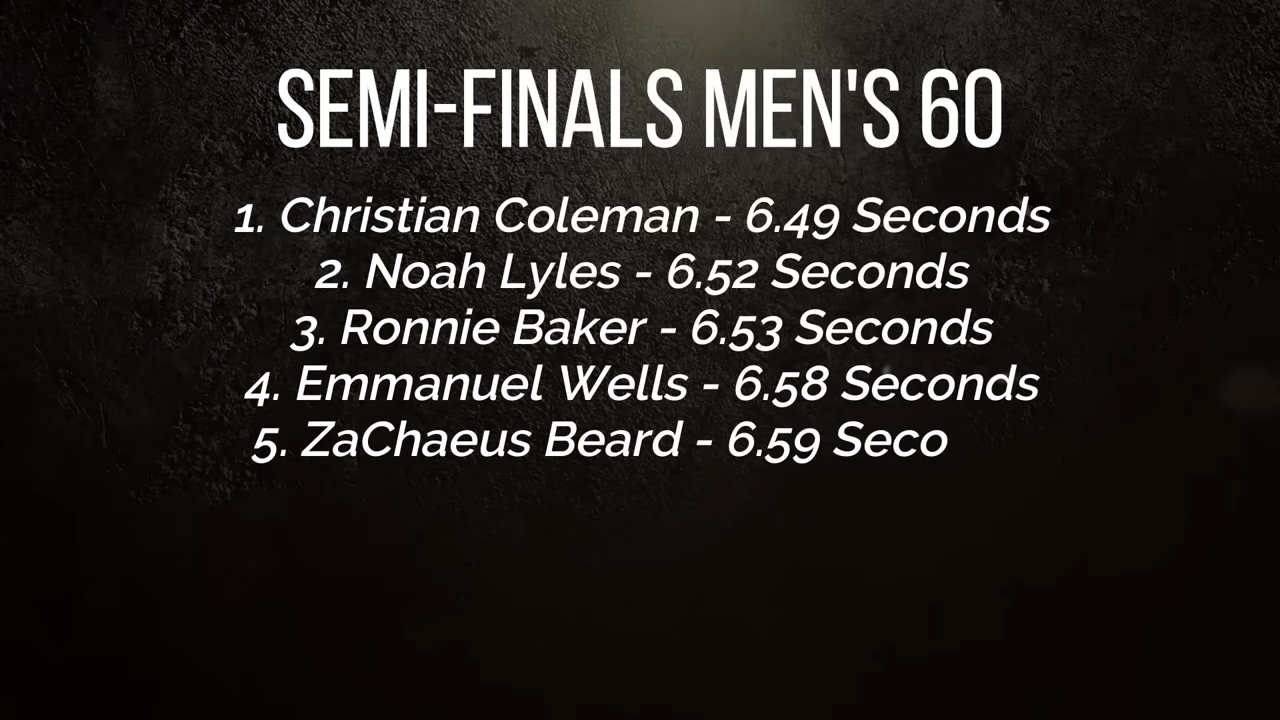 SEMI-FINALS MEN'S 60
1. Christian Coleman - 6.49 Seconds
2. Noah Lyles - 6.52 Seconds
3. Ronnie Baker - 6.53 Seconds
4. Emmanuel Wells - 6.58 Seconds
5. ZaChaeus Beard - 6.59 Seco